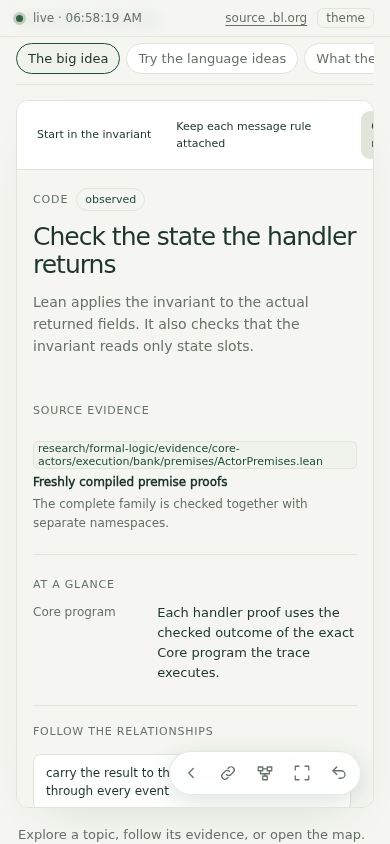 live · 06:58:19 AM
source .bl.org
theme
The big idea
Try the language ideas
What the
Start in the invariant
Keep each message rule
attached
CODE
observed
Check the state the handler
returns
Lean applies the invariant to the actual
returned fields. It also checks that the
invariant reads only state slots.
SOURCE EVIDENCE
research/formal-logic/evidence/core-
actors/execution/bank/premises/ActorPremises.lean
Freshly compiled premise proofs
The complete family is checked together with
separate namespaces.
AT A GLANCE
Core program
Each handler proof uses the
checked outcome of the exact
Core program the trace
executes.
FOLLOW THE RELATIONSHIPS
carry the result to th
through every event
Explore a topic, follow its evidence, or open the map.